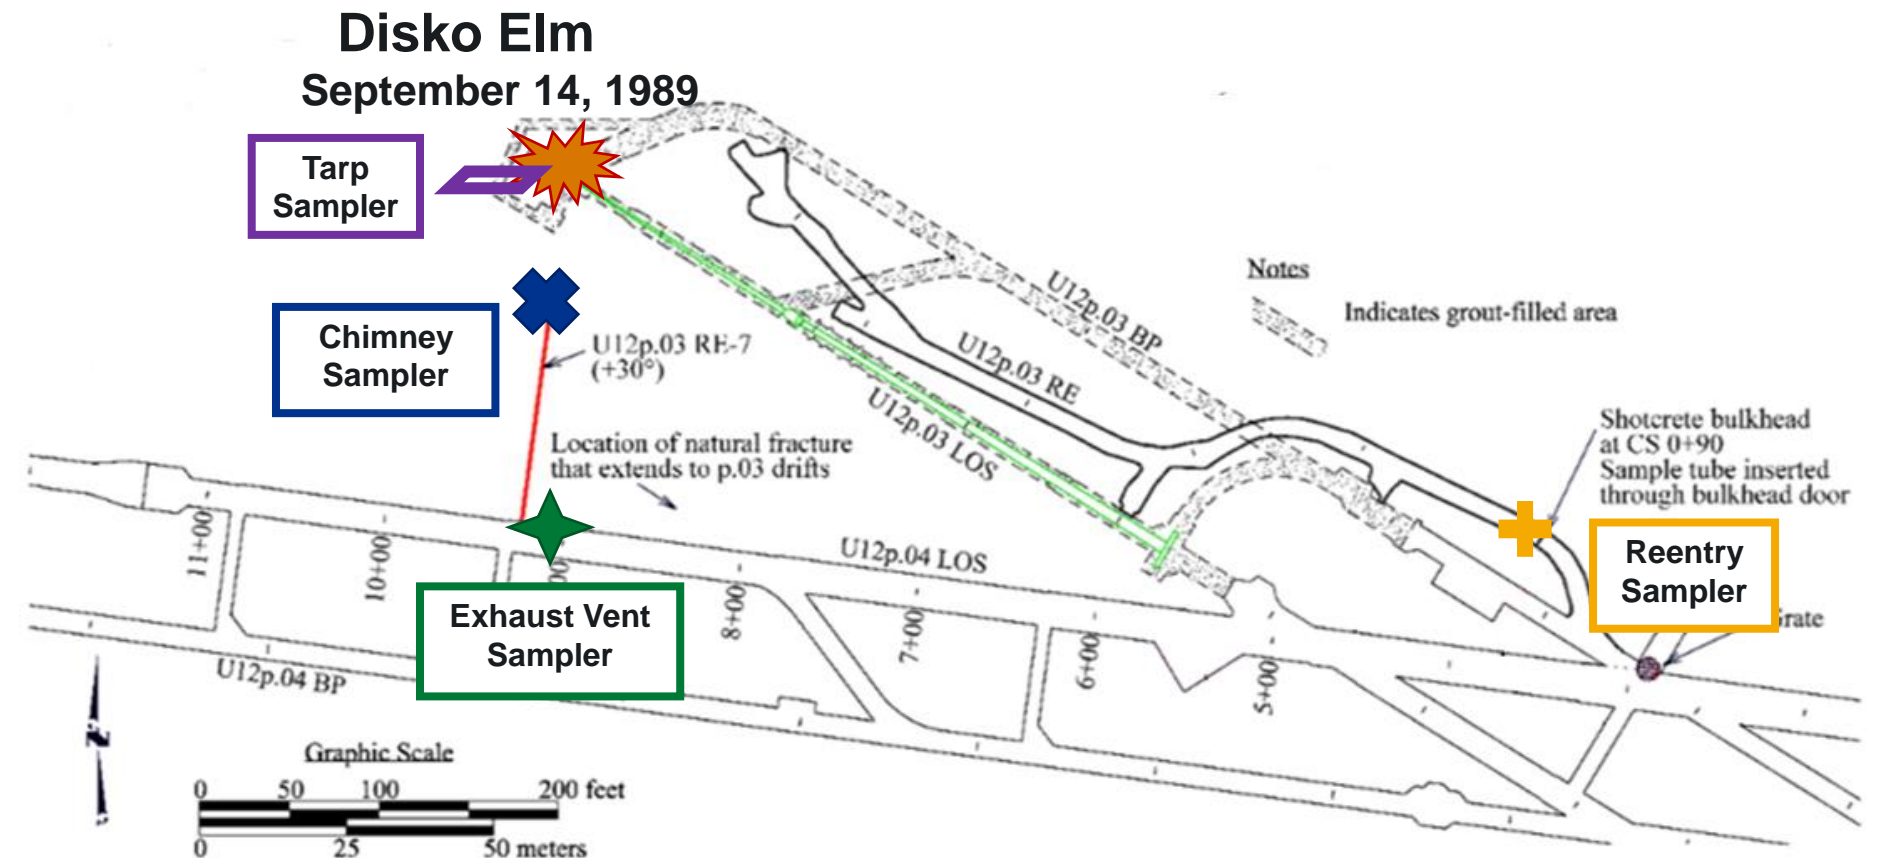 Disko Elm
September 14, 1989
Tarp
Sampler
Chimney
Sampler
U12p.03 RE-7
(+30°)
Location of natural fracture
that extends to p.03 drifts
U12p.03 BP
U12p.03 RE
U12p.03 LOS
Notes
Indicates grout-filled area
Shotcrete bulkhead
at CS 0+90
Sample tube inserted
through bulkhead door
Reentry
Sampler
rate
U12p.04 LOS
11+00
10+00
00
8+00
7+00
6+00
5+00
Exhaust Vent
Sampler
U12p.04 BP
N
Graphic Scale
0 50 100 200 feet
0 25 50 meters